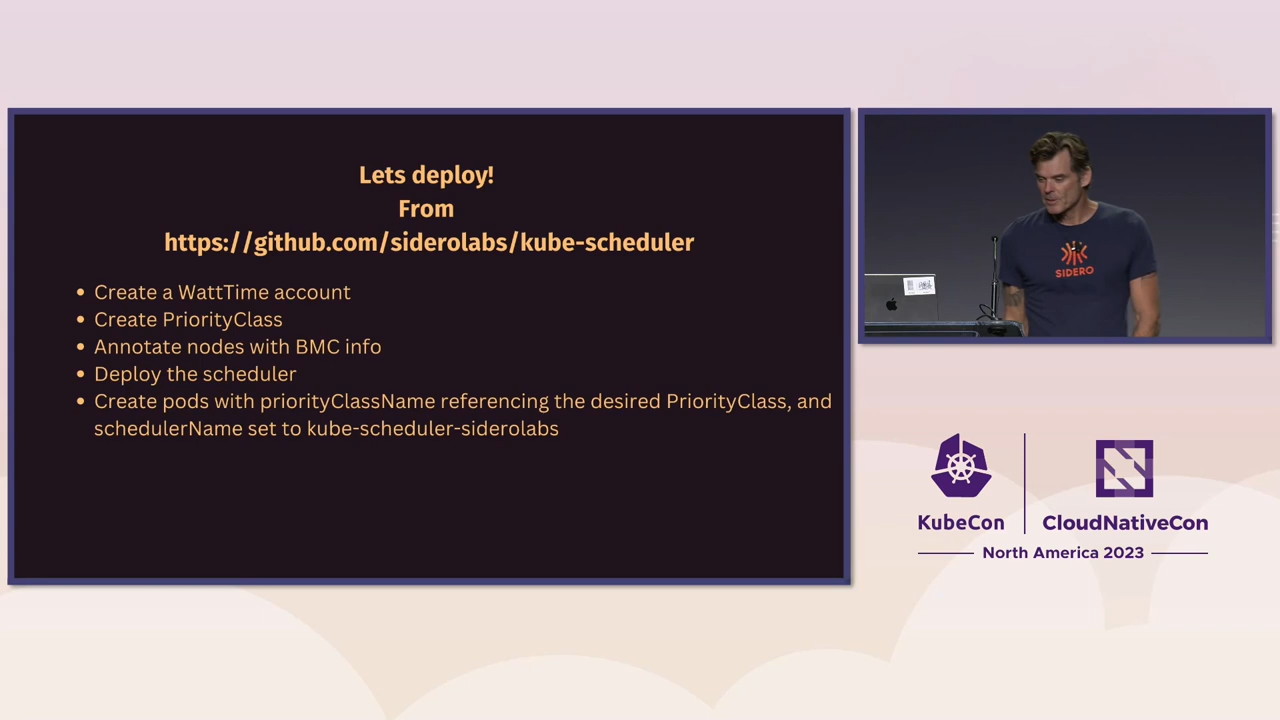 Lets deploy!
From
https://github.com/siderolabs/kube-scheduler
• Create a WattTime account
• Create PriorityClass
• Annotate nodes with BMC info
• Deploy the scheduler
• Create pods with priorityClassName referencing the desired PriorityClass, and
schedulerName set to kube-scheduler-siderolabs
SIDERO
KubeCon
CloudNativeCon
North America 2023